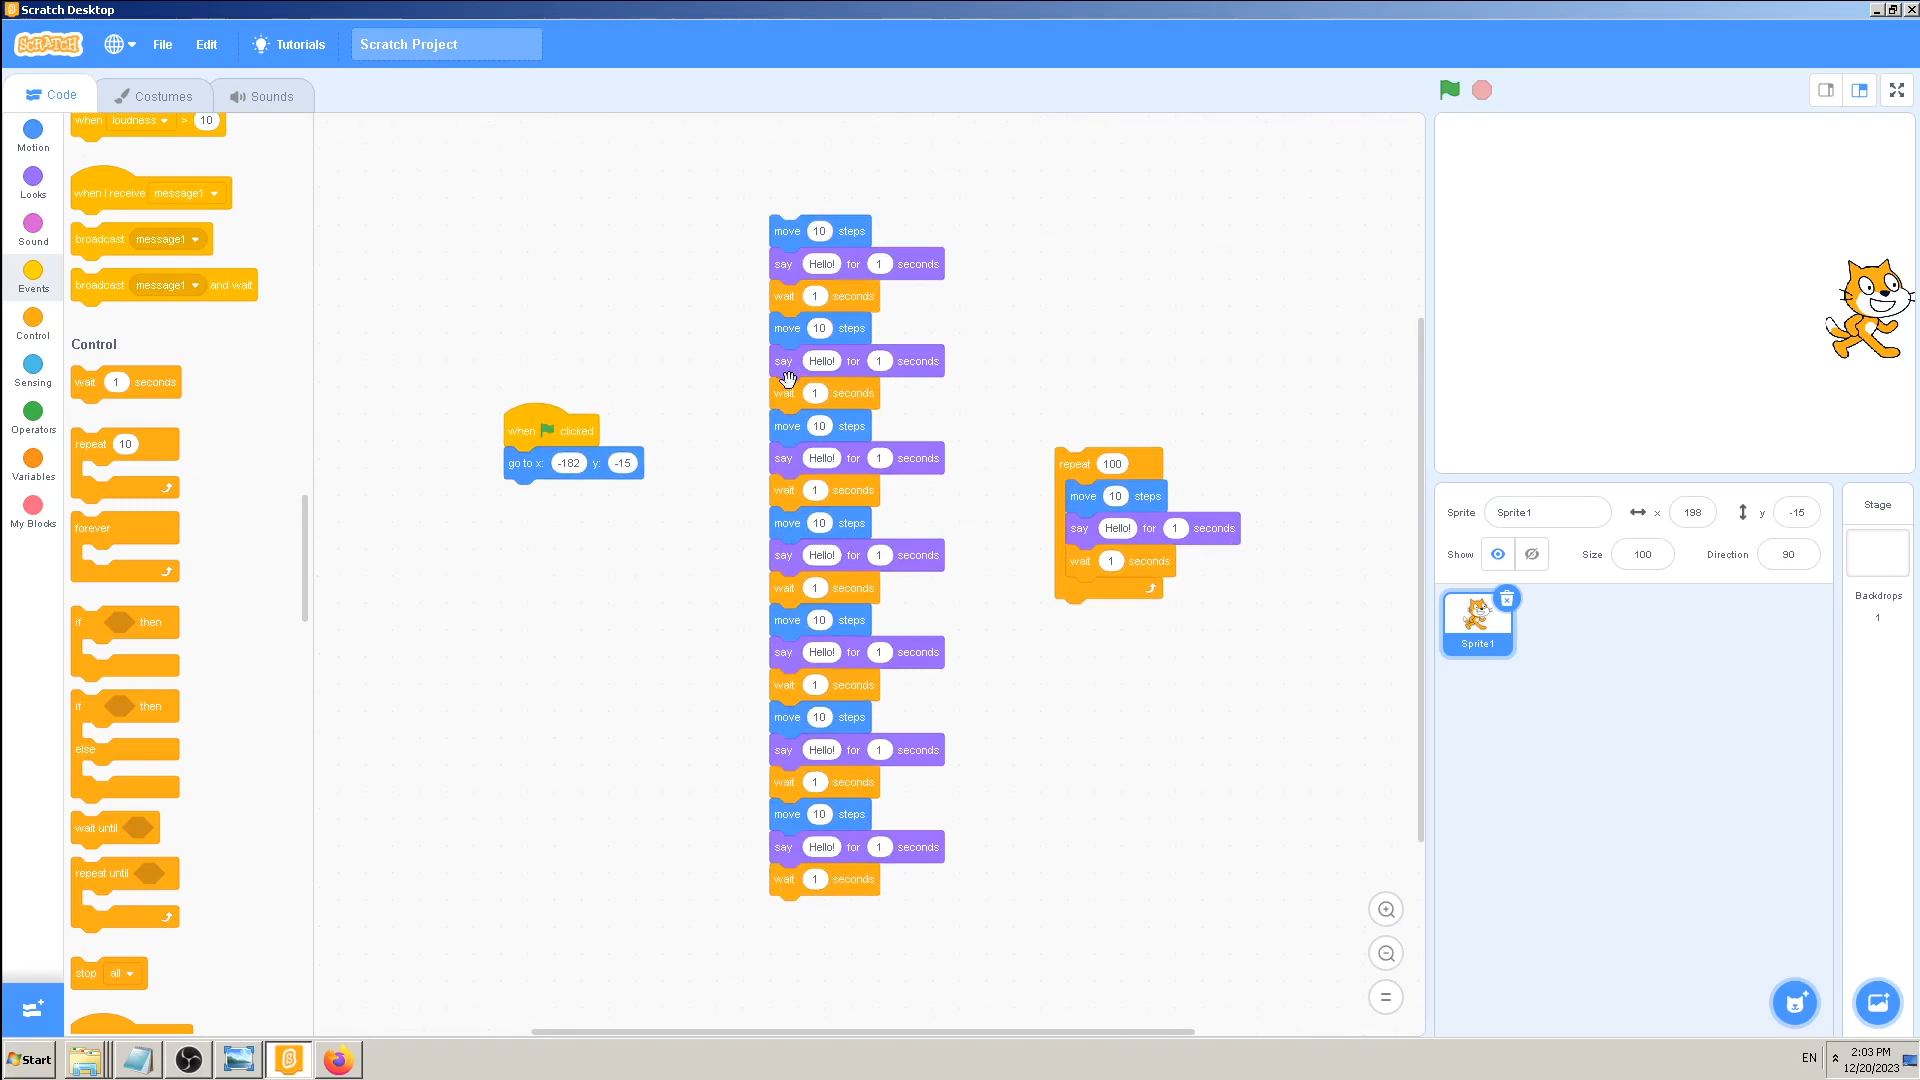 Scratch Desktop
SCRATCH
File
Edit
Tutorials
Scratch Project
Code
Costumes
Sounds
Motion
Looks
Sound
Events
Control
Sensing
Operators
Variables
My Blocks
when loudness > 10
when I receive message1
broadcast message1
broadcast message1 and wait
Control
wait 1 seconds
repeat 10
forever
if then
if then
else
wait until
repeat until
stop all
when clicked
go to x: -182 y: -15
move 10 steps
say Hello! for 1 seconds
wait 1 seconds
move 10 steps
say Hello! for 1 seconds
wait 1 seconds
move 10 steps
say Hello! for 1 seconds
wait 1 seconds
move 10 steps
say Hello! for 1 seconds
wait 1 seconds
move 10 steps
say Hello! for 1 seconds
wait 1 seconds
move 10 steps
say Hello! for 1 seconds
wait 1 seconds
move 10 steps
say Hello! for 1 seconds
wait 1 seconds
repeat 100
move 10 steps
say Hello! for 1 seconds
wait 1 seconds
Sprite Sprite1 x 198 y -15
Show Size 100 Direction 90
Sprite1
Stage
Backdrops
1
Start
EN
2:03 PM
12/20/2023